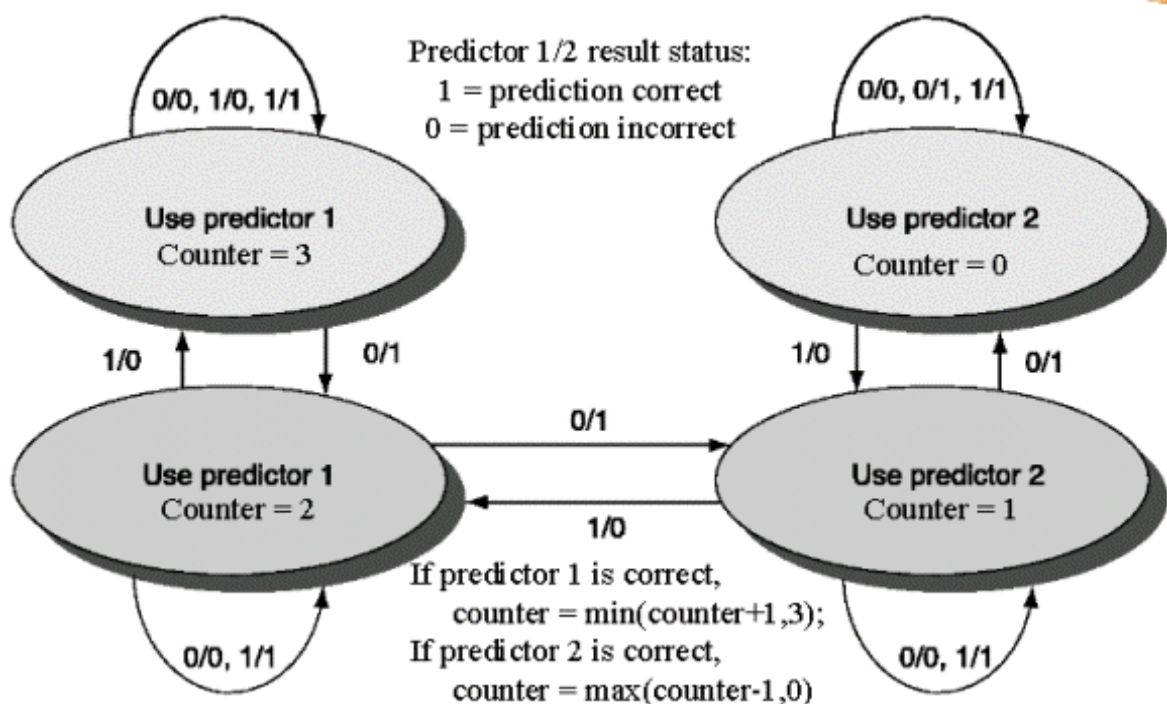 Predictor 1/2 result status:
1 = prediction correct
0 = prediction incorrect
0/0, 1/0, 1/1
0/0, 0/1, 1/1
Use predictor 1
Counter = 3
Use predictor 2
Counter = 0
1/0
0/1
1/0
0/1
0/1
Use predictor 1
Counter = 2
Use predictor 2
Counter = 1
1/0
If predictor 1 is correct,
counter = min(counter+1,3);
If predictor 2 is correct,
counter = max(counter-1,0)
0/0, 1/1
0/0, 1/1